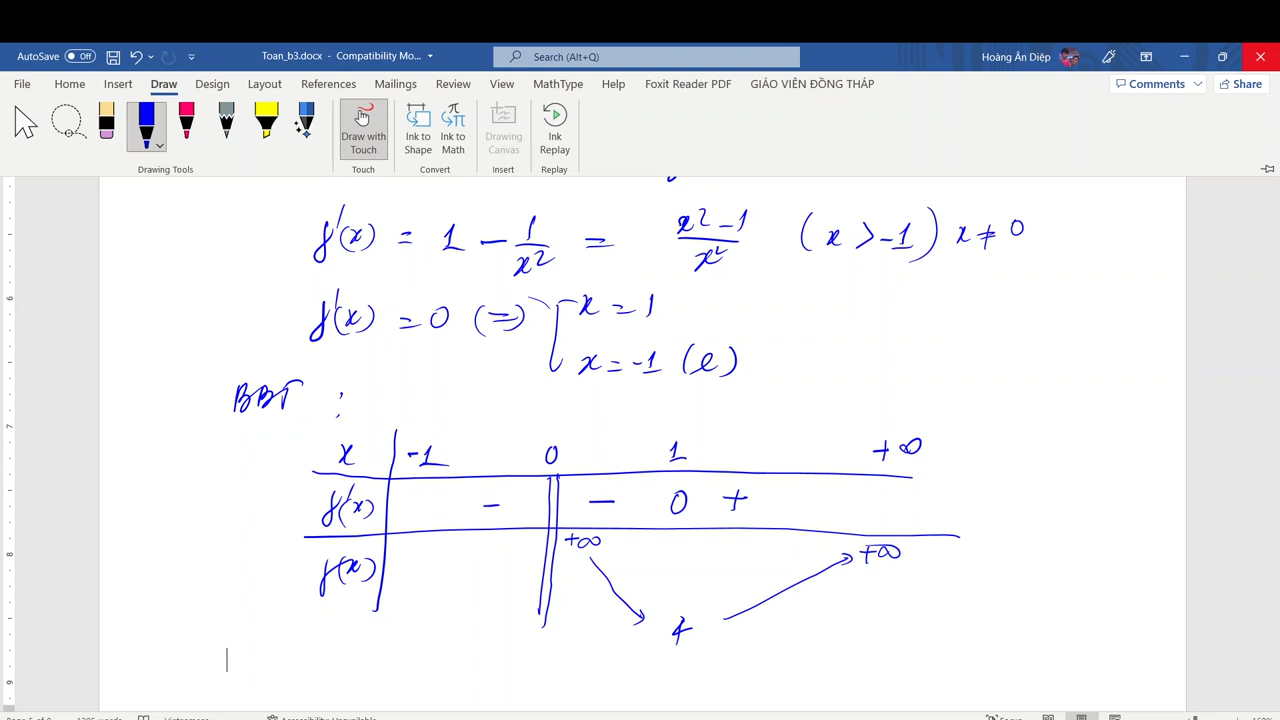 AutoSave Off Toan_b3.docx - Compatibility Mo... Search (Alt+Q) Hoàng Ân Diệp
File Home Insert Draw Design Layout References Mailings Review View MathType Help Foxit Reader PDF GIÁO VIÊN ĐỒNG THÁP Comments Share
Draw with Touch
Ink to Shape
Ink to Math
Drawing Canvas
Ink Replay
Drawing Tools Touch Convert Insert Replay
f'(x) = 1 - 1/x² = (x² - 1)/x² (x > -1) x ≠ 0
f'(x) = 0 (=) [ x = 1
x = -1 (l)
BBT :
x -1 0 1 +∞
f'(x) - || - 0 +
+∞ +∞
f(x)
4